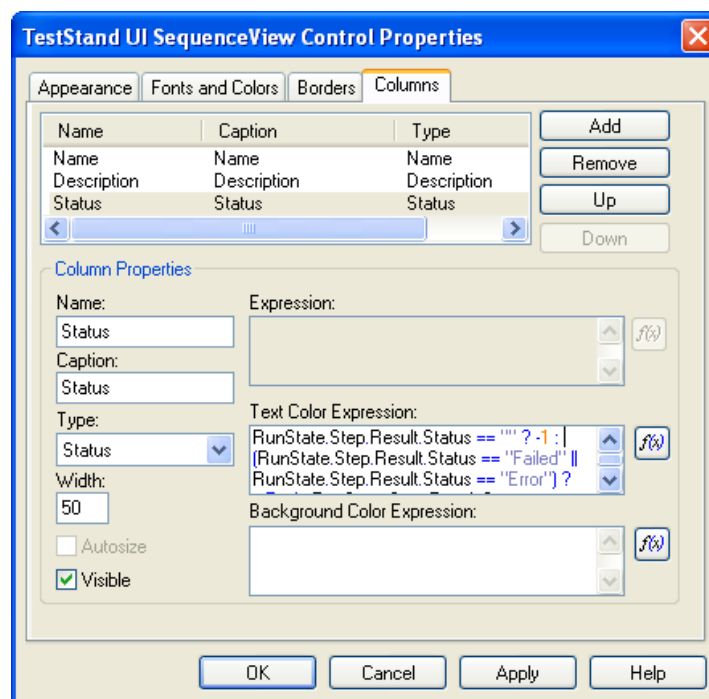 TestStand UI SequenceView Control Properties
Appearance Fonts and Colors Borders Columns
Name Caption Type
Name Name Name
Description Description Description
Status Status Status
Add
Remove
Up
Down
Column Properties
Name:
Status
Caption:
Status
Type:
Status
Width:
50
Autosize
Visible
Expression:
f(x)
Text Color Expression:
RunState.Step.Result.Status == "" ? -1 :
(RunState.Step.Result.Status == "Failed" ||
RunState.Step.Result.Status == "Error") ?
f(x)
Background Color Expression:
f(x)
OK Cancel Apply Help